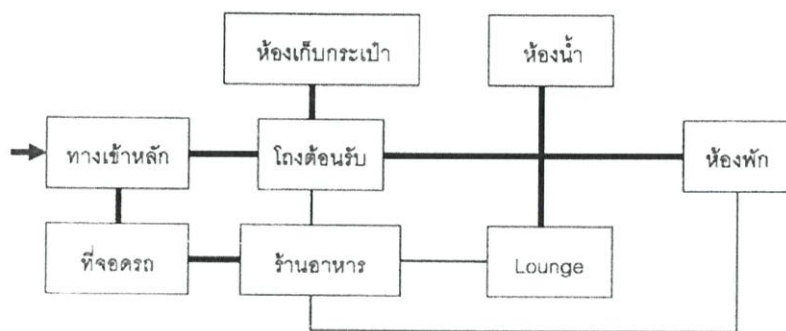 ห้องเก็บกระเป๋า
ห้องน้ำ
ทางเข้าหลัก
โถงต้อนรับ
ห้องพัก
ที่จอดรถ
ร้านอาหาร
Lounge